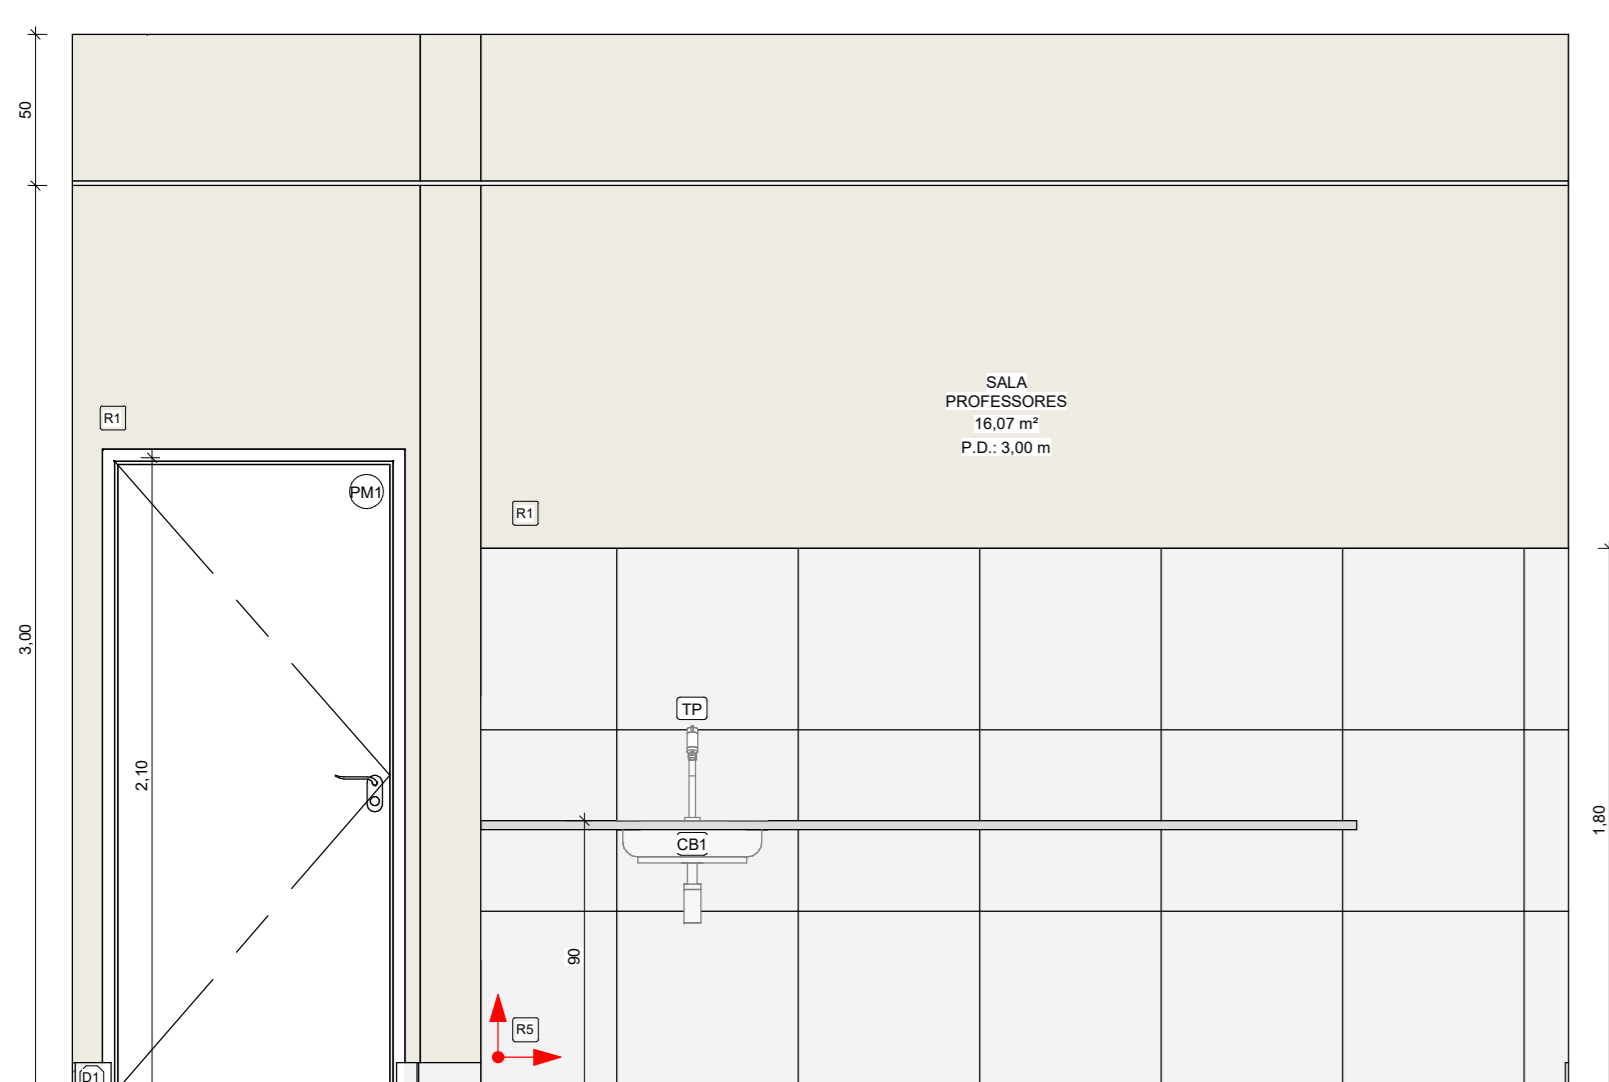 50
SALA
PROFESSORES
16,07 m²
P.D.: 3,00 m
R1
PM1
R1
3,00
TP
2,10
1,80
CB1
90
R5
D1